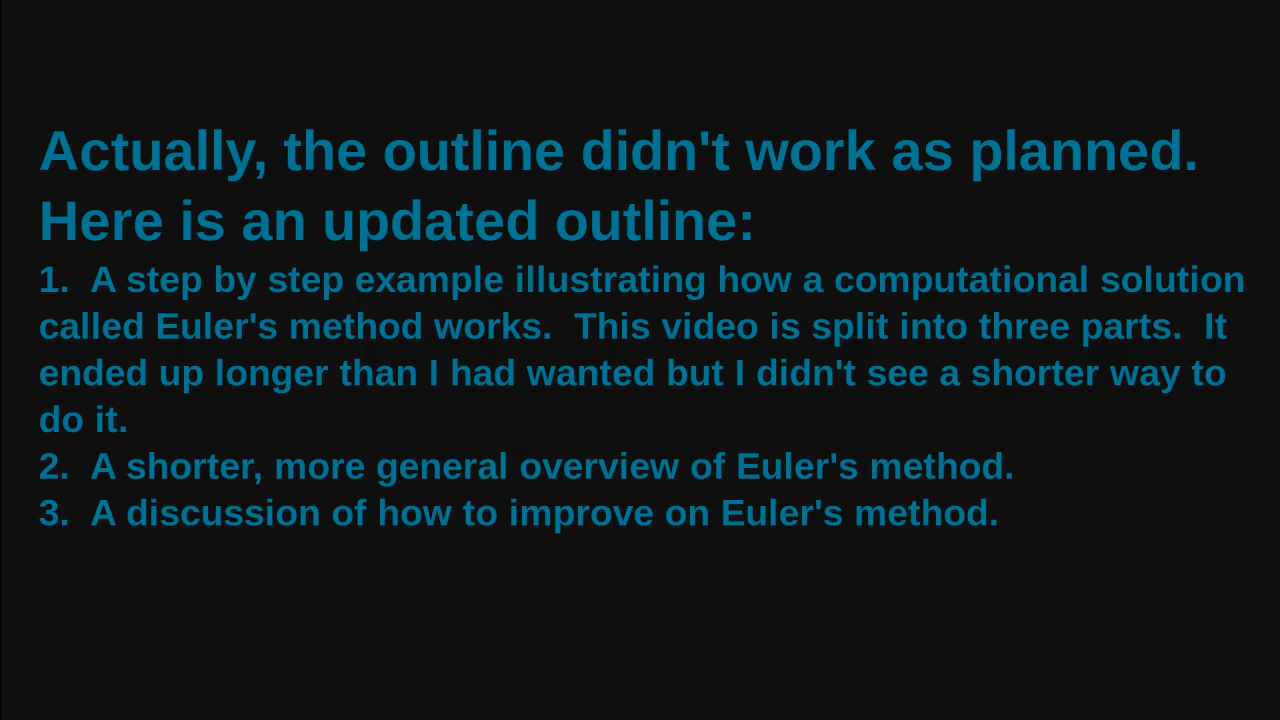 Actually, the outline didn't work as planned.
Here is an updated outline:
1.  A step by step example illustrating how a computational solution
called Euler's method works.  This video is split into three parts.  It
ended up longer than I had wanted but I didn't see a shorter way to
do it.
2.  A shorter, more general overview of Euler's method.
3.  A discussion of how to improve on Euler's method.